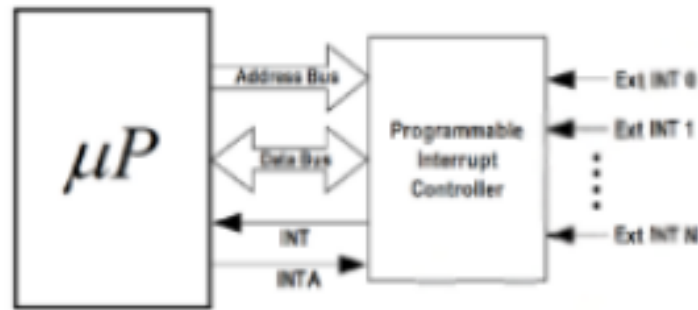 μP
Address Bus
Data Bus
INT
INTA
Programmable
Interrupt
Controller
Ext INT 0
Ext INT 1
Ext INT N